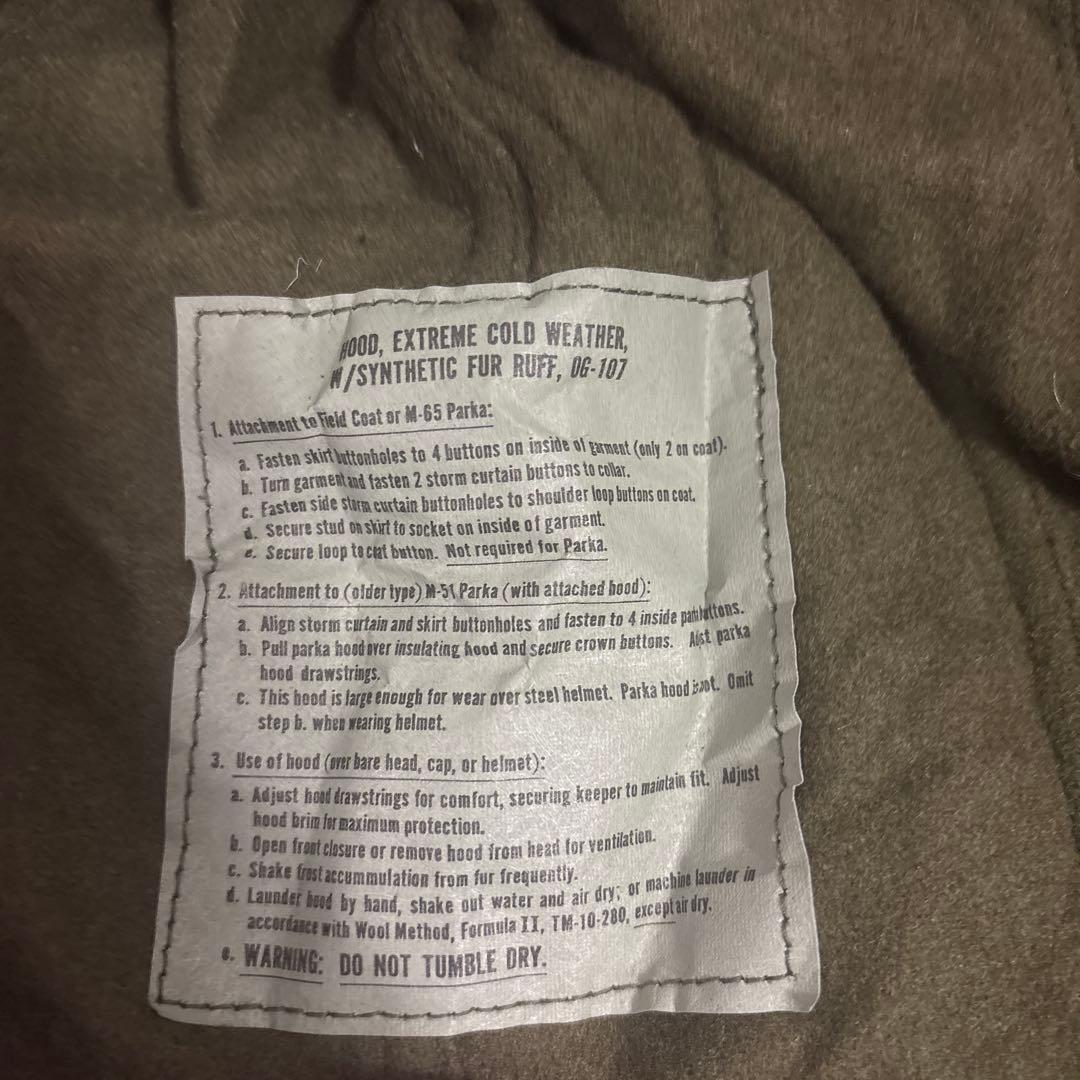 HOOD, EXTREME COLD WEATHER,
W/SYNTHETIC FUR RUFF, OG-107
1. Attachment to Field Coat or M-65 Parka:
a. Fasten skirt buttonholes to 4 buttons on inside of garment (only 2 on coat).
b. Turn garment and fasten 2 storm curtain buttons to collar.
c. Fasten side storm curtain buttonholes to shoulder loop buttons on coat.
d. Secure stud on skirt to socket on inside of garment.
e. Secure loop to coat button. Not required for Parka.
2. Attachment to (older type) M-51 Parka (with attached hood):
a. Align storm curtain and skirt buttonholes and fasten to 4 inside buttons.
b. Pull parka hood over insulating hood and secure crown buttons. Adjust parka
hood drawstrings.
c. This hood is large enough for wear over steel helmet. Parka hood is not. Omit
step b. when wearing helmet.
3. Use of hood (over bare head, cap, or helmet):
a. Adjust hood drawstrings for comfort, securing keeper to maintain fit. Adjust
hood brim for maximum protection.
b. Open front closure or remove hood from head for ventilation.
c. Shake frost accummulation from fur frequently.
d. Launder hood by hand, shake out water and air dry; or machine launder in
accordance with Wool Method, Formula II, TM-10-280, except air dry.
e. WARNING: DO NOT TUMBLE DRY.